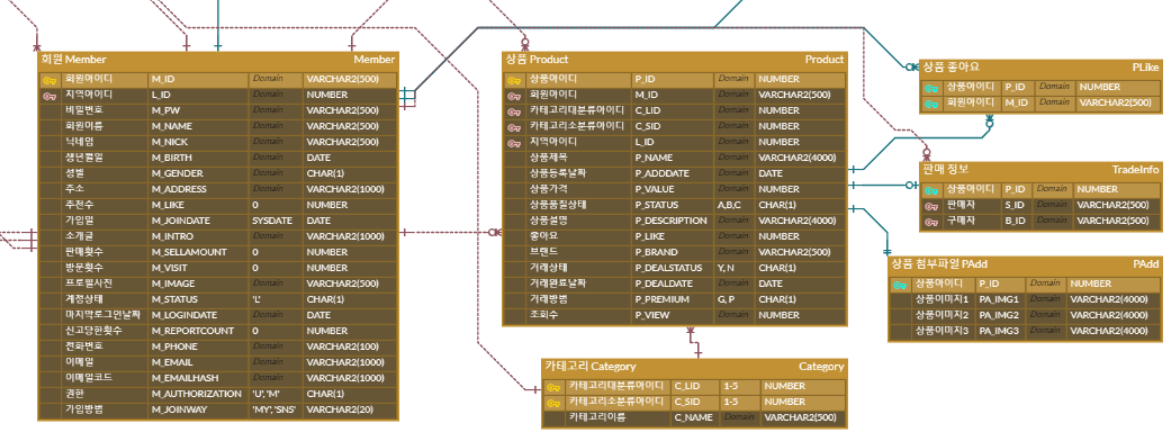 회원 Member Member
회원아이디 M_ID Domain VARCHAR2(500)
지역아이디 L_ID Domain NUMBER
비밀번호 M_PW Domain VARCHAR2(500)
회원이름 M_NAME Domain VARCHAR2(500)
닉네임 M_NICK Domain VARCHAR2(500)
생년월일 M_BIRTH Domain DATE
성별 M_GENDER Domain CHAR(1)
주소 M_ADDRESS Domain VARCHAR2(1000)
추천수 M_LIKE 0 NUMBER
가입일 M_JOINDATE SYSDATE DATE
소개글 M_INTRO Domain VARCHAR2(1000)
판매횟수 M_SELLAMOUNT 0 NUMBER
방문횟수 M_VISIT 0 NUMBER
프로필사진 M_IMAGE Domain VARCHAR2(500)
계정상태 M_STATUS 'L' CHAR(1)
마지막로그인날짜 M_LOGINDATE Domain DATE
신고당한횟수 M_REPORTCOUNT 0 NUMBER
전화번호 M_PHONE Domain VARCHAR2(100)
이메일 M_EMAIL Domain VARCHAR2(1000)
이메일코드 M_EMAILHASH Domain VARCHAR2(1000)
권한 M_AUTHORIZATION 'U','M' CHAR(1)
가입방법 M_JOINWAY 'MY','SNS' VARCHAR2(20)
상품 Product Product
상품아이디 P_ID Domain NUMBER
회원아이디 M_ID Domain VARCHAR2(500)
카테고리대분류아이디 C_LID Domain NUMBER
카테고리소분류아이디 C_SID Domain NUMBER
지역아이디 L_ID Domain NUMBER
상품제목 P_NAME Domain VARCHAR2(4000)
상품등록날짜 P_ADDDATE Domain DATE
상품가격 P_VALUE Domain NUMBER
상품품질상태 P_STATUS A,B,C CHAR(1)
상품설명 P_DESCRIPTION Domain VARCHAR2(4000)
좋아요 P_LIKE Domain NUMBER
브랜드 P_BRAND Domain VARCHAR2(500)
거래상태 P_DEALSTATUS Y, N CHAR(1)
거래완료날짜 P_DEALDATE Domain DATE
거래방법 P_PREMIUM G, P CHAR(1)
조회수 P_VIEW Domain NUMBER
카테고리 Category Category
카테고리대분류아이디 C_LID 1-5 NUMBER
카테고리소분류아이디 C_SID 1-5 NUMBER
카테고리이름 C_NAME Domain VARCHAR2(500)
상품 좋아요 PLike
상품아이디 P_ID Domain NUMBER
회원아이디 M_ID Domain VARCHAR2(500)
판매 정보 TradeInfo
상품아이디 P_ID Domain NUMBER
판매자 S_ID Domain VARCHAR2(500)
구매자 B_ID Domain VARCHAR2(500)
상품 첨부파일 PAdd PAdd
상품아이디 P_ID Domain NUMBER
상품이미지1 PA_IMG1 Domain VARCHAR2(4000)
상품이미지2 PA_IMG2 Domain VARCHAR2(4000)
상품이미지3 PA_IMG3 Domain VARCHAR2(4000)